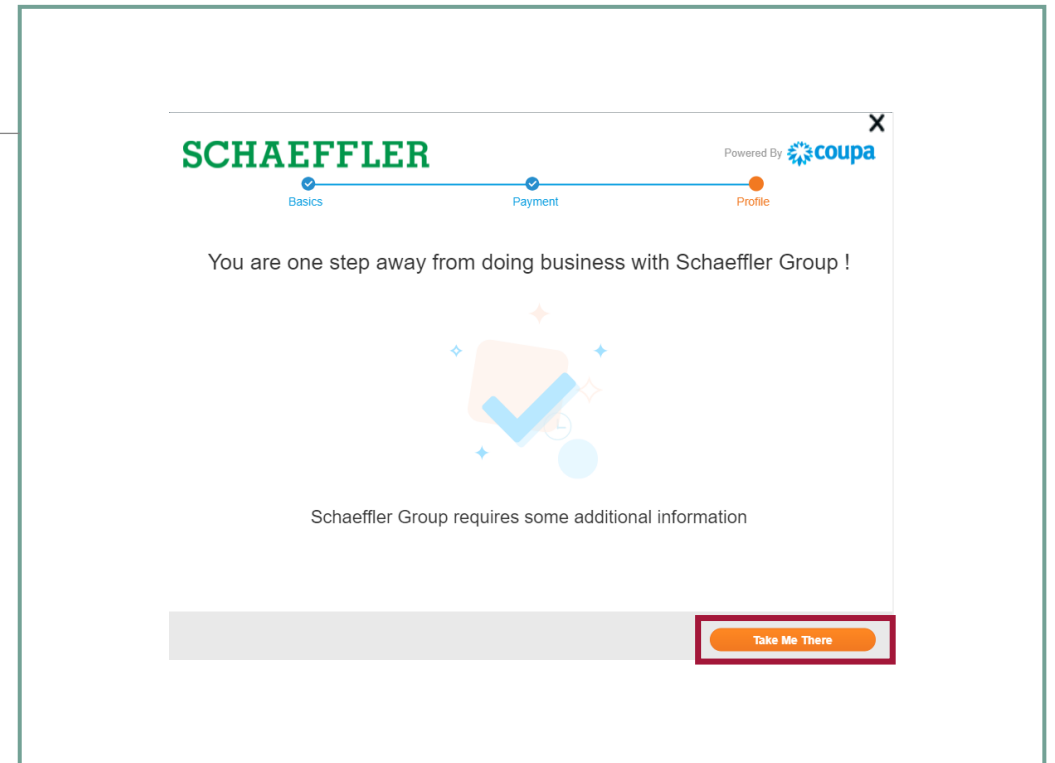 X
SCHAEFFLER
Powered By coupa
Basics Payment Profile
You are one step away from doing business with Schaeffler Group !
Schaeffler Group requires some additional information
Take Me There